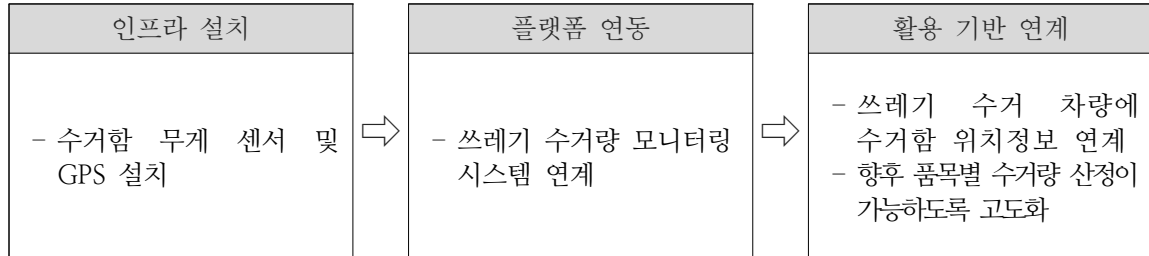 인프라 설치
- 수거함 무게 센서 및
GPS 설치
플랫폼 연동
- 쓰레기 수거량 모니터링
시스템 연계
활용 기반 연계
- 쓰레기 수거 차량에
수거함 위치정보 연계
- 향후 품목별 수거량 산정이
가능하도록 고도화